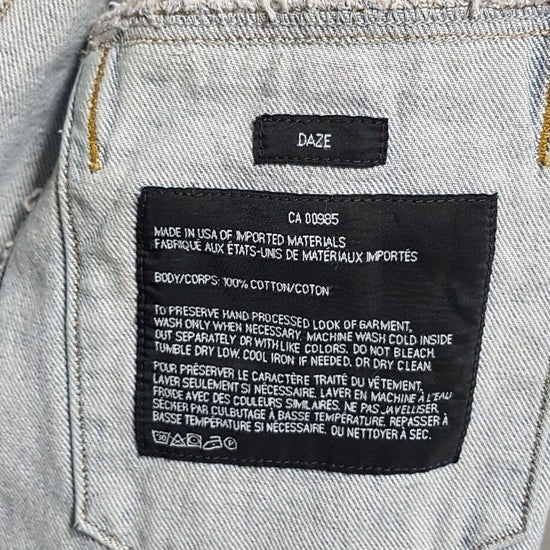 DAZE
CA 00985
MADE IN USA OF IMPORTED MATERIALS
FABRIQUÉ AUX ÉTATS-UNIS DE MATÉRIAUX IMPORTÉS
BODY/CORPS: 100% COTTON/COTON
TO PRESERVE HAND PROCESSED LOOK OF GARMENT,
WASH ONLY WHEN NECESSARY. MACHINE WASH COLD INSIDE
OUT SEPARATELY OR WITH LIKE COLORS. DO NOT BLEACH.
TUMBLE DRY LOW. COOL IRON IF NEEDED. OR DRY CLEAN.
POUR PRÉSERVER LE CARACTÈRE TRAITÉ DU VÊTEMENT,
LAVER SEULEMENT SI NÉCESSAIRE. LAVER EN MACHINE À L'EAU
FROIDE AVEC DES COULEURS SIMILAIRES. NE PAS JAVELLISER.
SÉCHER PAR CULBUTAGE À BASSE TEMPÉRATURE. REPASSER À
BASSE TEMPÉRATURE SI NÉCESSAIRE. OU NETTOYER À SEC.
30 P